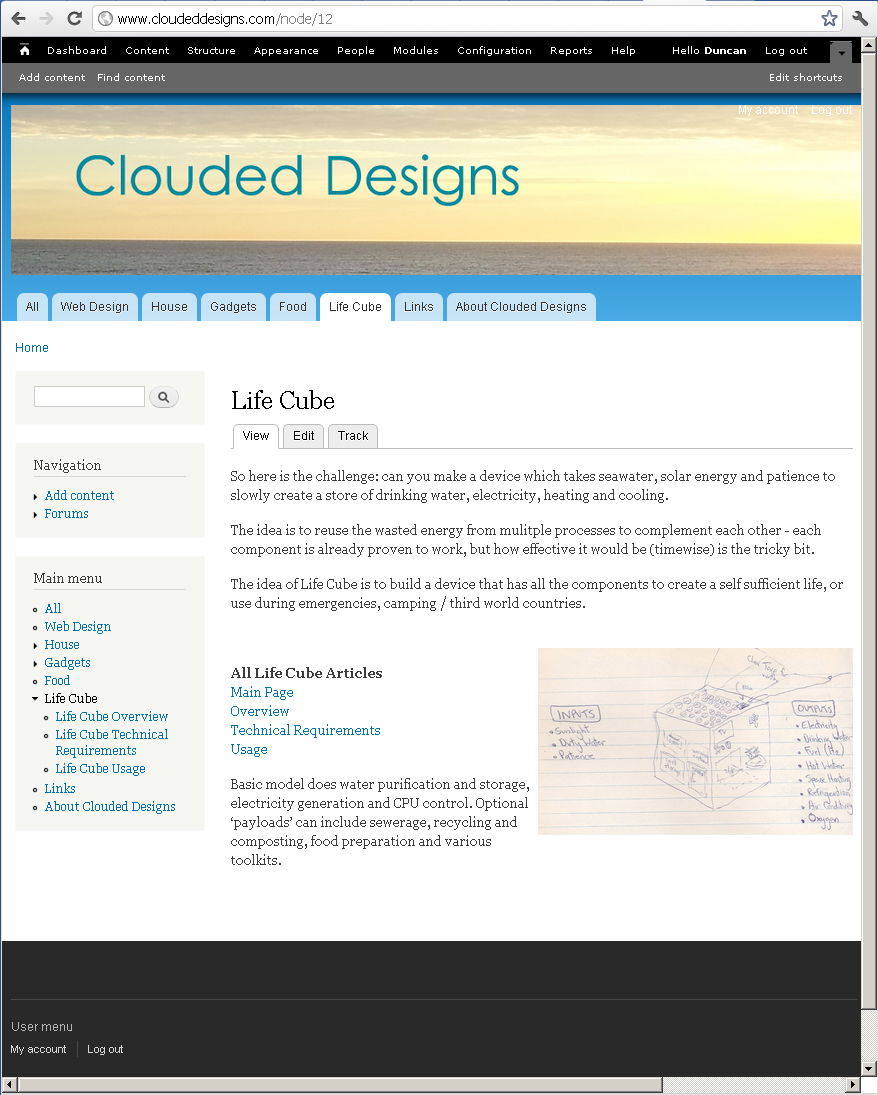 www.cloudeddesigns.com/node/12
Dashboard Content Structure Appearance People Modules Configuration Reports Help Hello Duncan Log out
Add content Find content Edit shortcuts
My account Log out
Clouded Designs
All Web Design House Gadgets Food Life Cube Links About Clouded Designs
Home
Life Cube
View Edit Track
Navigation
Add content
Forums
Main menu
All
Web Design
House
Gadgets
Food
Life Cube
Life Cube Overview
Life Cube Technical
Requirements
Life Cube Usage
Links
About Clouded Designs
So here is the challenge: can you make a device which takes seawater, solar energy and patience to
slowly create a store of drinking water, electricity, heating and cooling.
The idea is to reuse the wasted energy from mulitple processes to complement each other - each
component is already proven to work, but how effective it would be (timewise) is the tricky bit.
The idea of Life Cube is to build a device that has all the components to create a self sufficient life, or
use during emergencies, camping / third world countries.
All Life Cube Articles
Main Page
Overview
Technical Requirements
Usage
Basic model does water purification and storage,
electricity generation and CPU control. Optional
‘payloads’ can include sewerage, recycling and
composting, food preparation and various
toolkits.
INPUTS
Sunlight
Dirty Water
Patience
TV
OUTPUTS
Electricity
Drinking Water
Fuel (H2)
Hot Water
Space Heating
Refrigeration
Air Conditioning
Oxygen
User menu
My account Log out